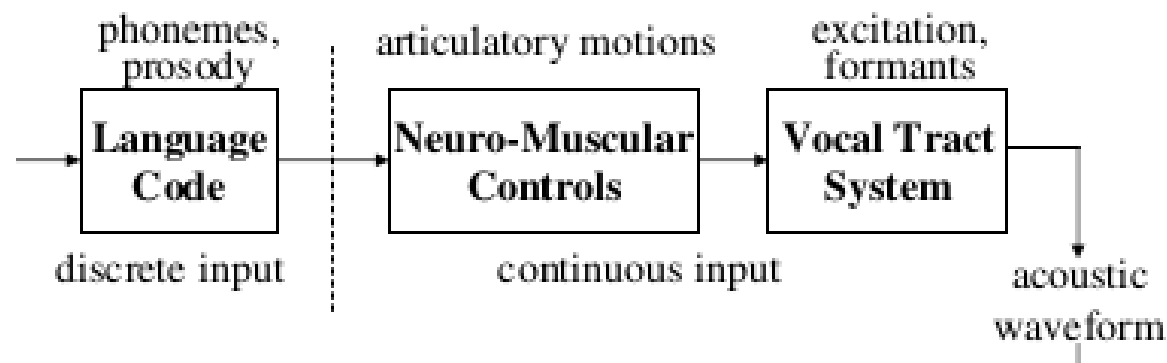 phonemes,
prosody
articulatory motions
excitation,
formants
Language
Code
Neuro-Muscular
Controls
Vocal Tract
System
discrete input
continuous input
acoustic
waveform